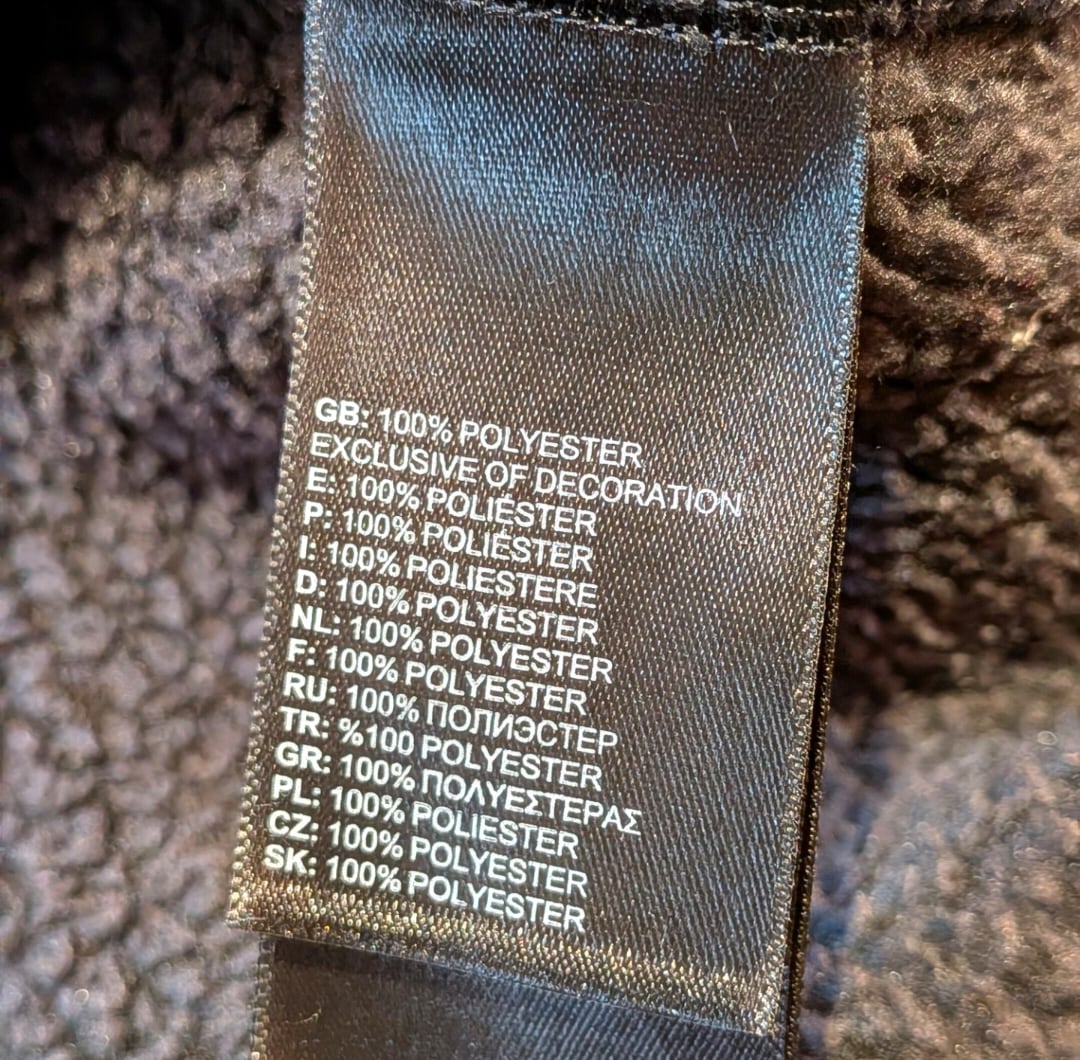 GB: 100% POLYESTER
EXCLUSIVE OF DECORATION
E: 100% POLIÉSTER
P: 100% POLIÉSTER
I: 100% POLIESTERE
D: 100% POLYESTER
NL: 100% POLYESTER
F: 100% POLYESTER
RU: 100% ПОЛИЭСТЕР
TR: %100 POLYESTER
GR: 100% ΠΟΛΥΕΣΤΕΡΑΣ
PL: 100% POLIESTER
CZ: 100% POLYESTER
SK: 100% POLYESTER